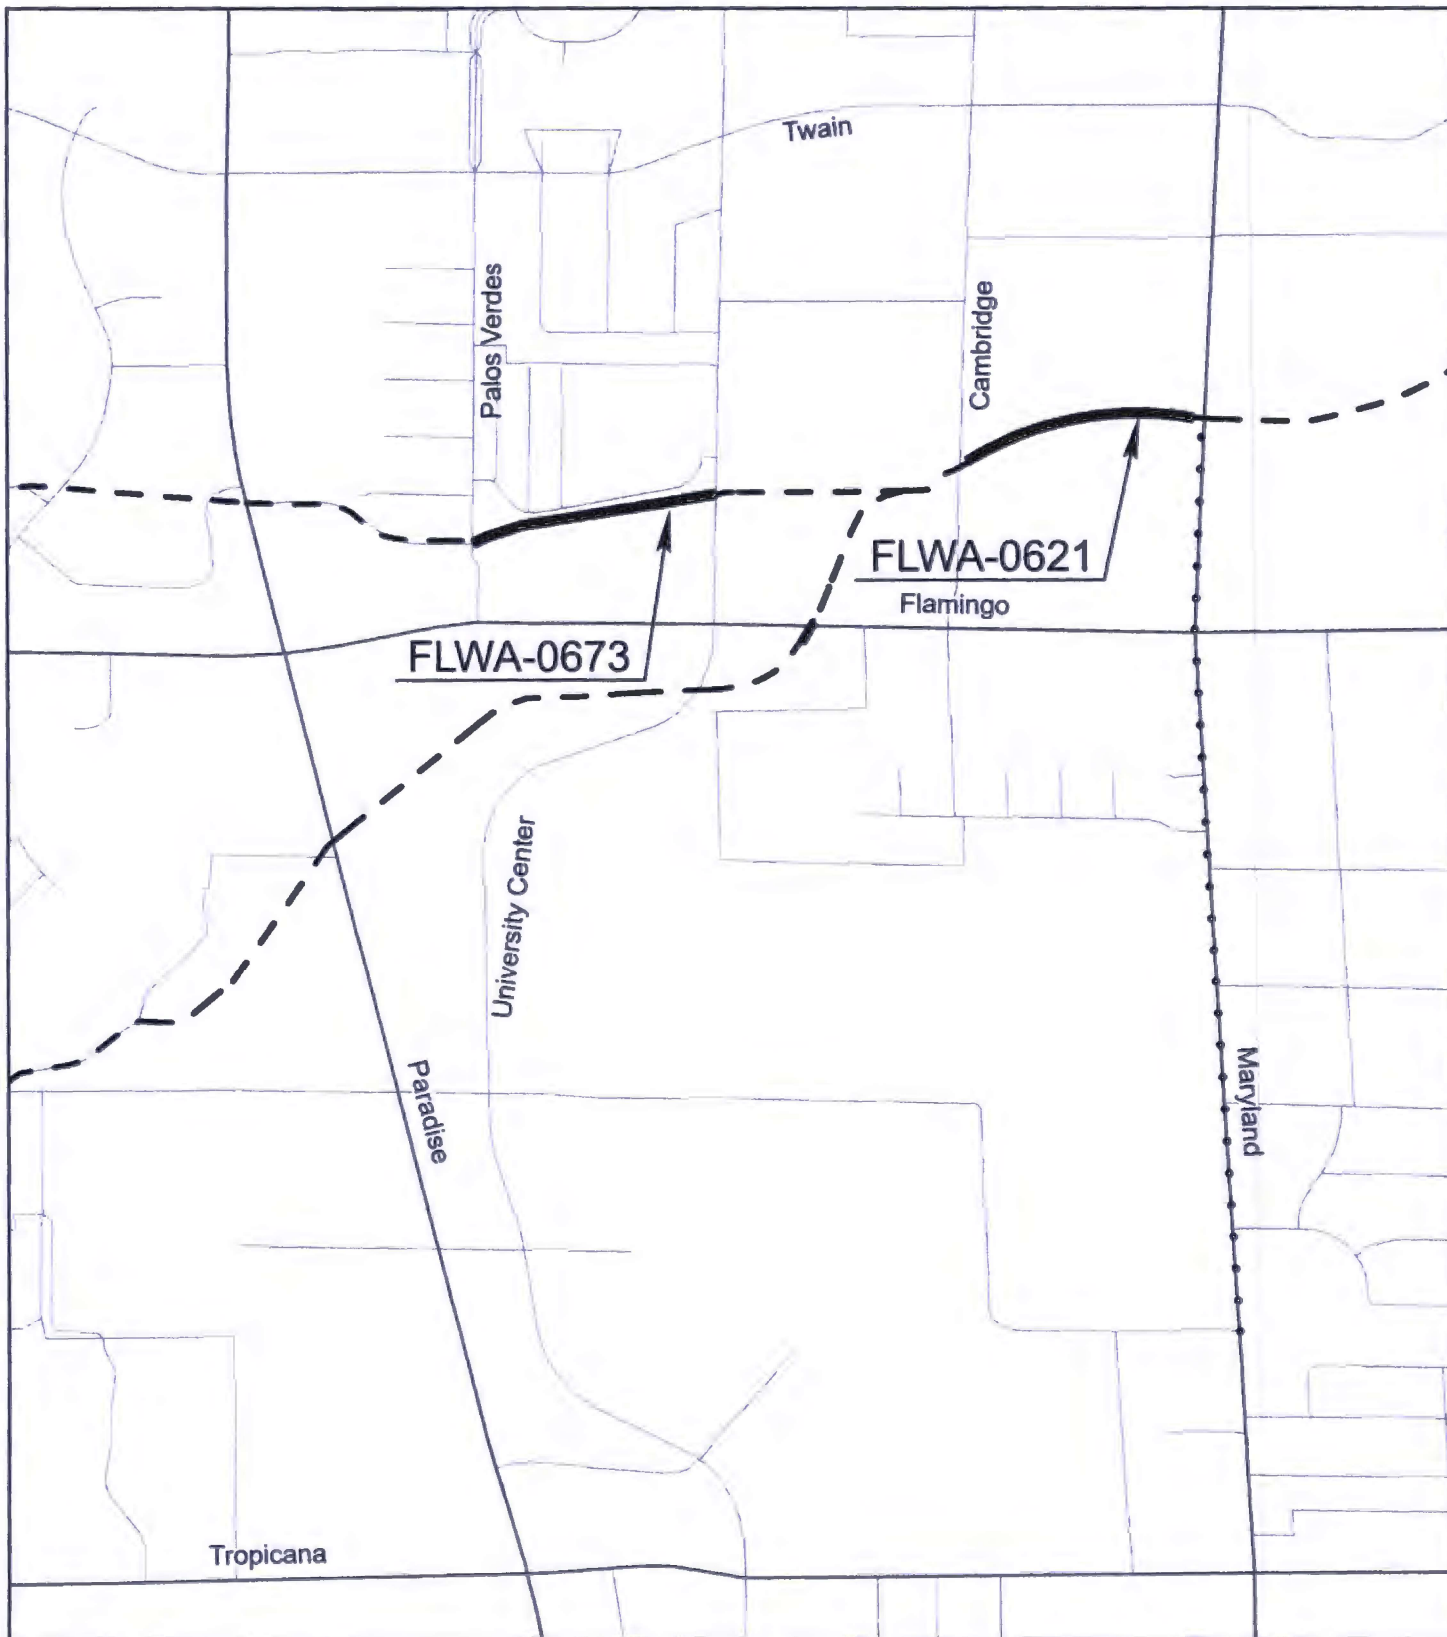 Twain
Palos Verdes
Cambridge
FLWA-0621
Flamingo
FLWA-0673
University Center
Paradise
Maryland
Tropicana